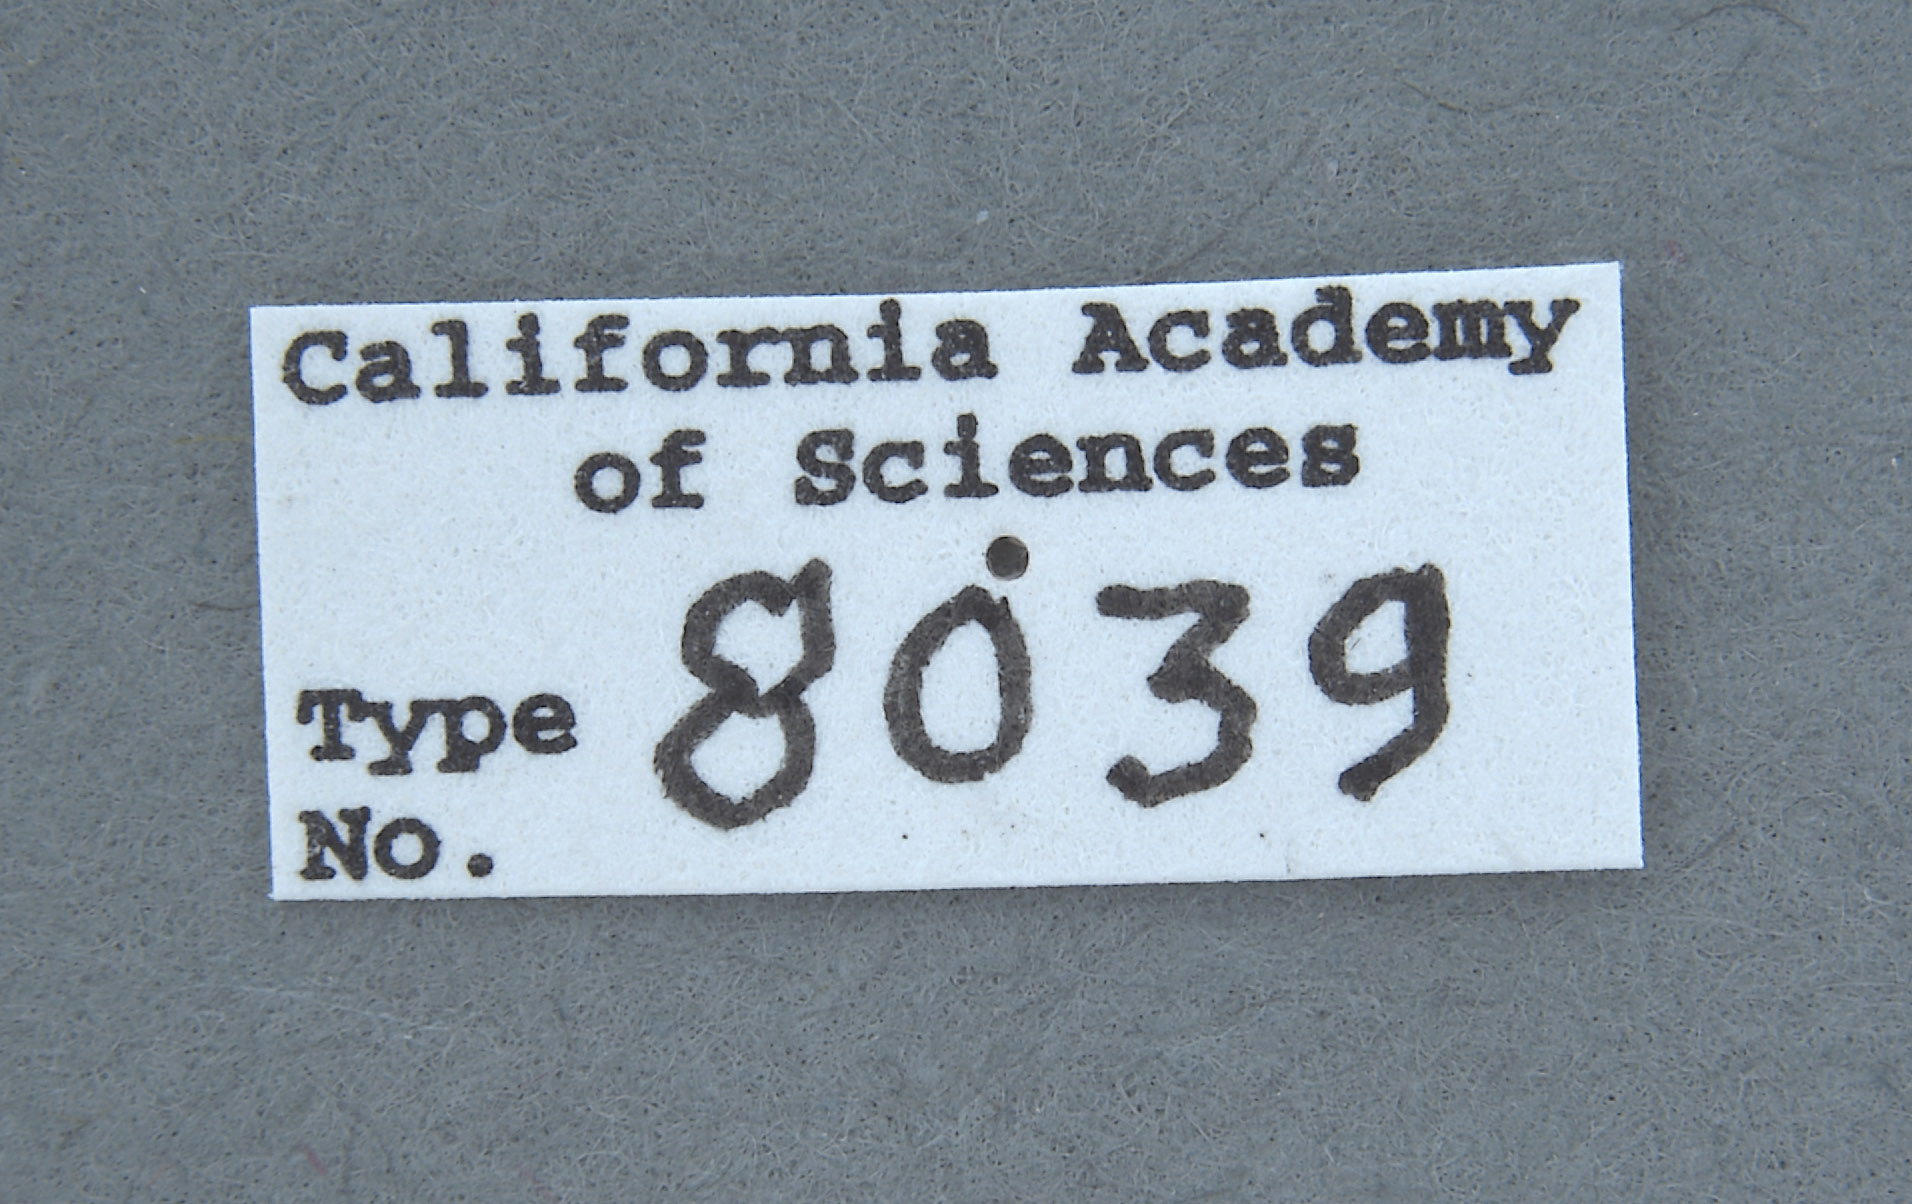 California Academy
of Sciences
Type 8039
No.